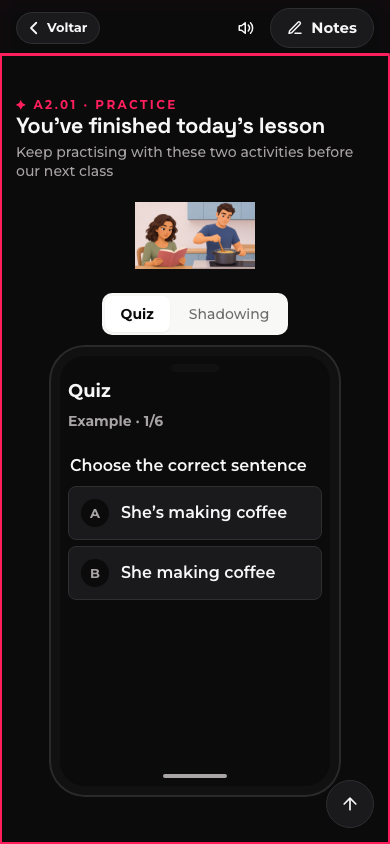 Voltar
Notes
A2.01 · PRACTICE
You've finished today's lesson
Keep practising with these two activities before
our next class
Quiz
Shadowing
Quiz
Example · 1/6
Choose the correct sentence
A
She's making coffee
B
She making coffee